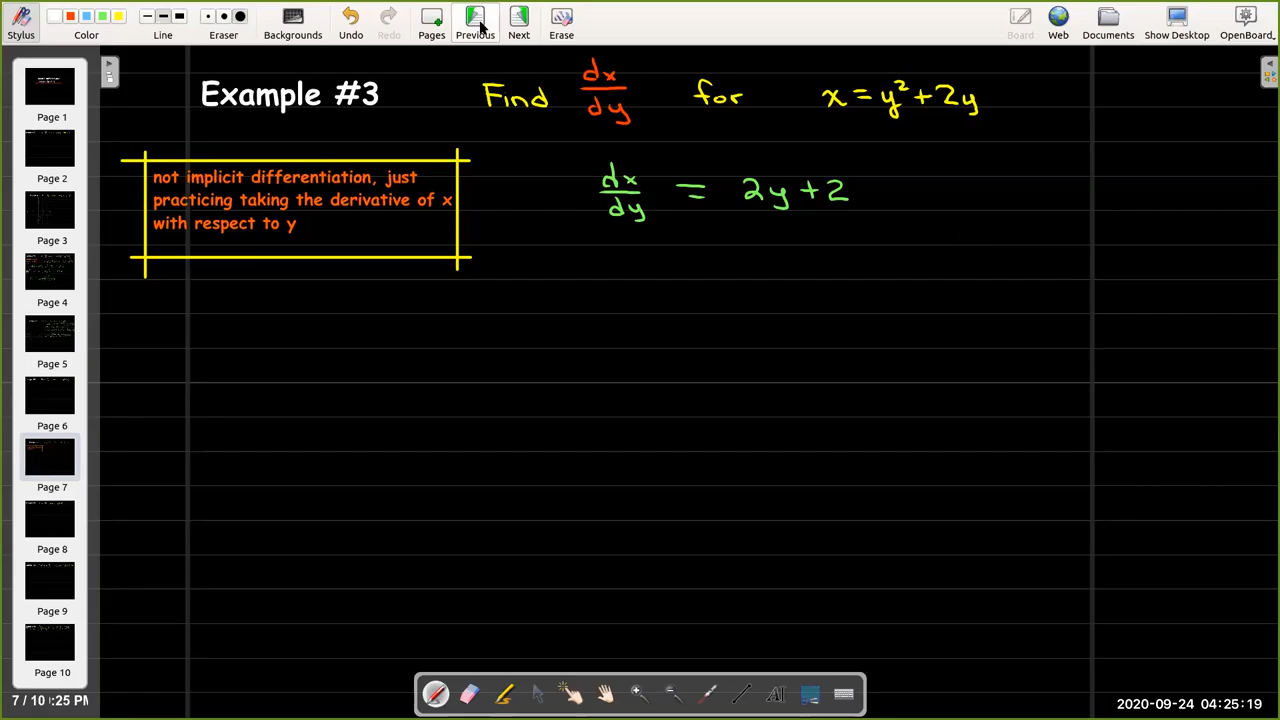 Stylus
Color
Line
Eraser
Backgrounds
Undo
Redo
Pages
Previous
Next
Erase
Board
Web
Documents
Show Desktop
OpenBoard
Page 1
Page 2
Page 3
Page 4
Page 5
Page 6
Page 7
Page 8
Page 9
Page 10
7 / 10
Example #3 Find dx/dy for x = y² + 2y
not implicit differentiation, just
practicing taking the derivative of x
with respect to y
dx/dy = 2y + 2
2020-09-24 04:25:19